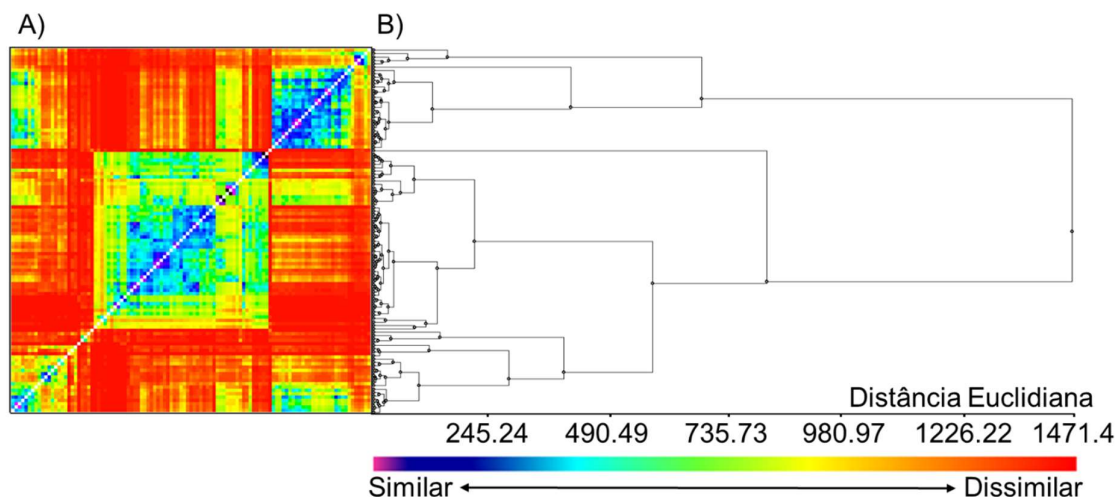 A) B)
Distância Euclidiana
245.24 490.49 735.73 980.97 1226.22 1471.4
Similar Dissimilar